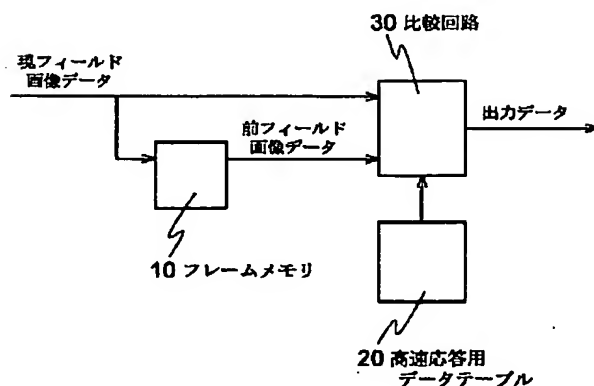 30 比較回路
現フィールド
画像データ
出力データ
前フィールド
画像データ
10 フレームメモリ
20 高速応答用
データテーブル